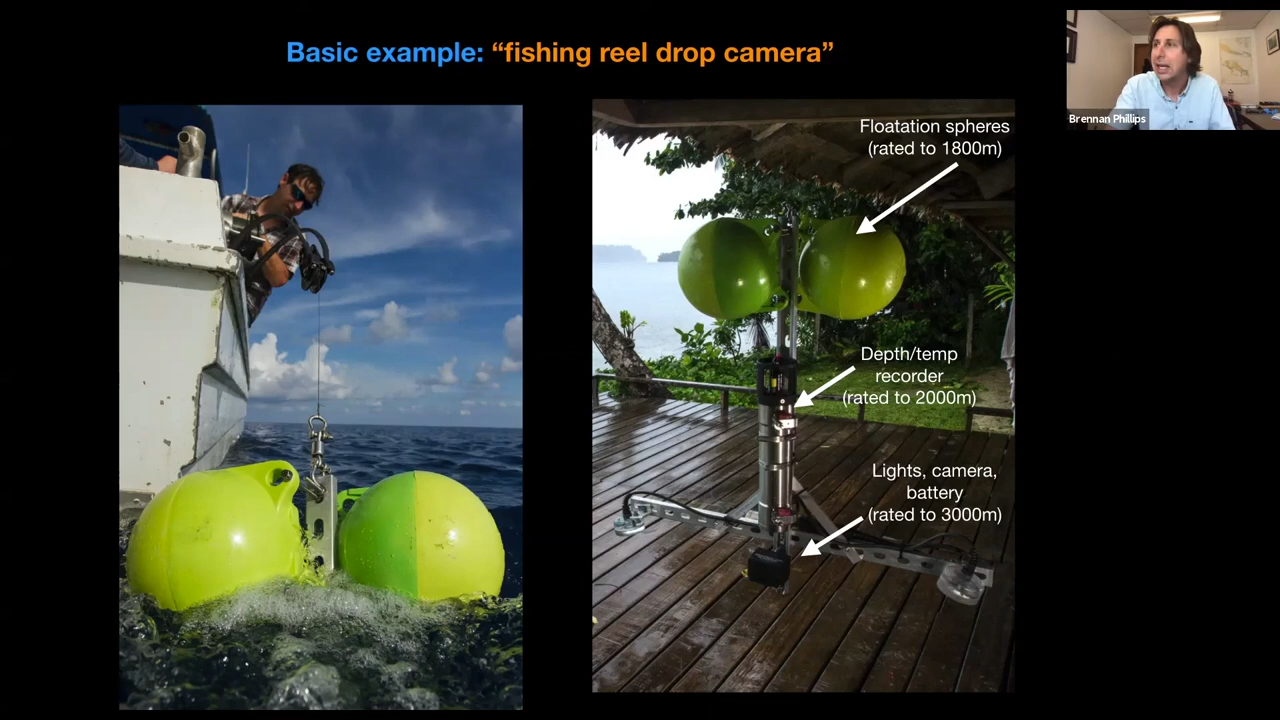 Basic example: “fishing reel drop camera”
Brennan Phillips
Floatation spheres
(rated to 1800m)
Depth/temp
recorder
(rated to 2000m)
Lights, camera,
battery
(rated to 3000m)